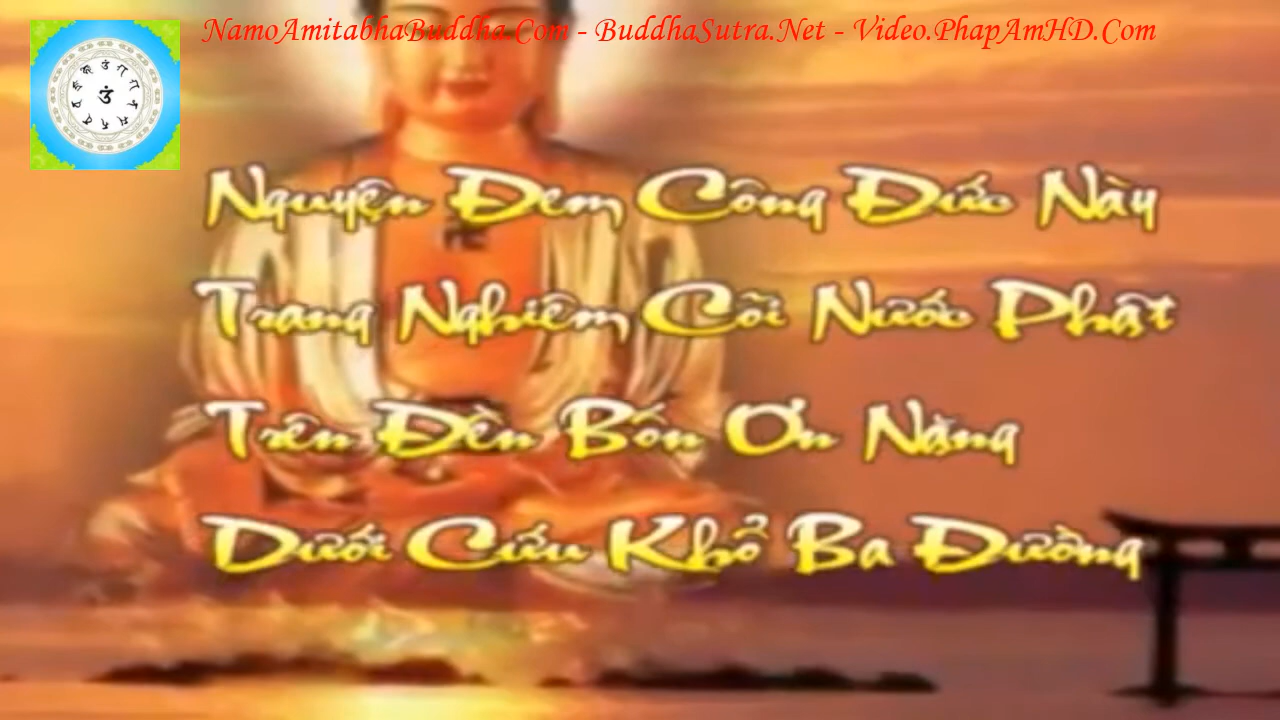 NamoAmitabhaBuddha.Com - BuddhaSutra.Net - Video.PhapAmHD.Com
Nguyện Đem Công Đức Này
Trang Nghiêm Cõi Nước Phật
Trên Đền Bốn Ơn Nặng
Dưới Cứu Khổ Ba Đường